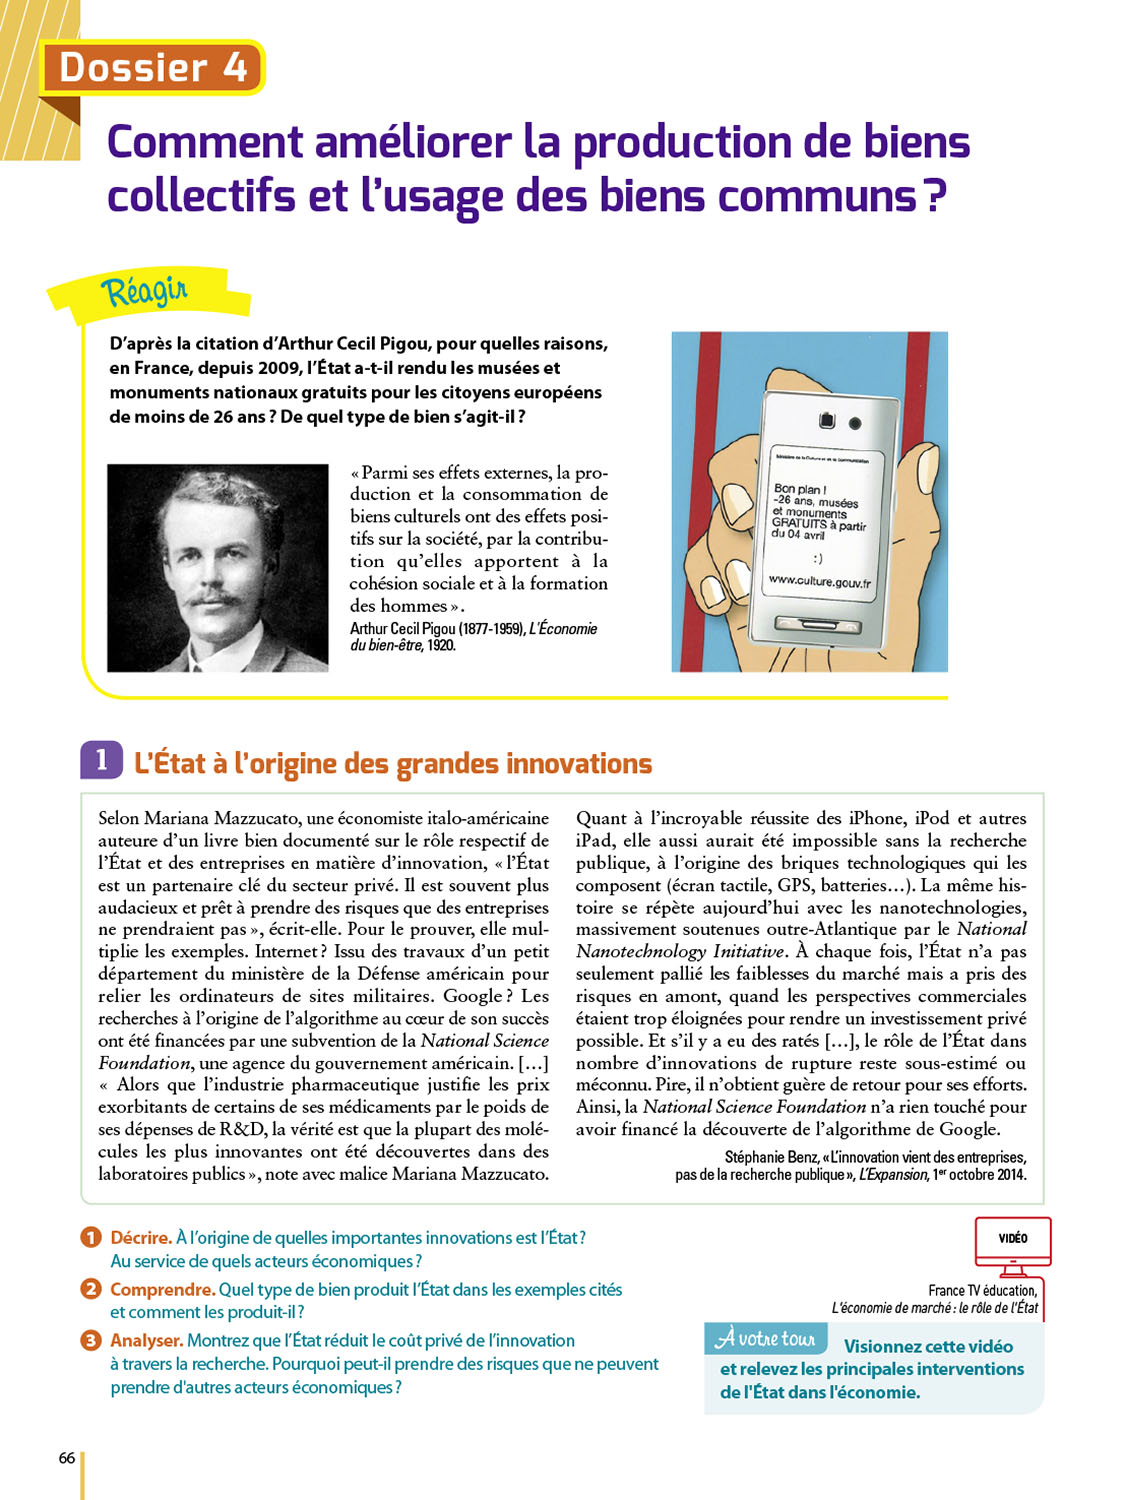 Dossier 4
Comment améliorer la production de biens
collectifs et l’usage des biens communs ?
Réagir
D’après la citation d’Arthur Cecil Pigou, pour quelles raisons,
en France, depuis 2009, l’État a-t-il rendu les musées et
monuments nationaux gratuits pour les citoyens européens
de moins de 26 ans ? De quel type de bien s’agit-il ?
« Parmi ses effets externes, la pro-
duction et la consommation de
biens culturels ont des effets posi-
tifs sur la société, par la contribu-
tion qu’elles apportent à la
cohésion sociale et à la formation
des hommes ».
Arthur Cecil Pigou (1877-1959), L’Économie
du bien-être, 1920.
Ministère de la Culture et de la Communication
Bon plan !
-26 ans, musées
et monuments
GRATUITS à partir
du 04 avril
:)
www.culture.gouv.fr
1 L’État à l’origine des grandes innovations
Selon Mariana Mazzucato, une économiste italo-américaine
auteure d’un livre bien documenté sur le rôle respectif de
l’État et des entreprises en matière d’innovation, « l’État
est un partenaire clé du secteur privé. Il est souvent plus
audacieux et prêt à prendre des risques que des entreprises
ne prendraient pas », écrit-elle. Pour le prouver, elle mul-
tiplie les exemples. Internet ? Issu des travaux d’un petit
département du ministère de la Défense américain pour
relier les ordinateurs de sites militaires. Google ? Les
recherches à l’origine de l’algorithme au cœur de son succès
ont été financées par une subvention de la National Science
Foundation, une agence du gouvernement américain. […]
« Alors que l’industrie pharmaceutique justifie les prix
exorbitants de certains de ses médicaments par le poids de
ses dépenses de R&D, la vérité est que la plupart des molé-
cules les plus innovantes ont été découvertes dans des
laboratoires publics », note avec malice Mariana Mazzucato.
Quant à l’incroyable réussite des iPhone, iPod et autres
iPad, elle aussi aurait été impossible sans la recherche
publique, à l’origine des briques technologiques qui les
composent (écran tactile, GPS, batteries…). La même his-
toire se répète aujourd’hui avec les nanotechnologies,
massivement soutenues outre-Atlantique par le National
Nanotechnology Initiative. À chaque fois, l’État n’a pas
seulement pallié les faiblesses du marché mais a pris des
risques en amont, quand les perspectives commerciales
étaient trop éloignées pour rendre un investissement privé
possible. Et s’il y a eu des ratés […], le rôle de l’État dans
nombre d’innovations de rupture reste sous-estimé ou
méconnu. Pire, il n’obtient guère de retour pour ses efforts.
Ainsi, la National Science Foundation n’a rien touché pour
avoir financé la découverte de l’algorithme de Google.
Stéphanie Benz, « L’innovation vient des entreprises,
pas de la recherche publique », L’Expansion, 1er octobre 2014.
1 Décrire. À l’origine de quelles importantes innovations est l’État ?
Au service de quels acteurs économiques ?
2 Comprendre. Quel type de bien produit l’État dans les exemples cités
et comment les produit-il ?
3 Analyser. Montrez que l’État réduit le coût privé de l’innovation
à travers la recherche. Pourquoi peut-il prendre des risques que ne peuvent
prendre d'autres acteurs économiques ?
VIDÉO
France TV éducation,
L'économie de marché : le rôle de l'État
À votre tour Visionnez cette vidéo
et relevez les principales interventions
de l'État dans l'économie.
66